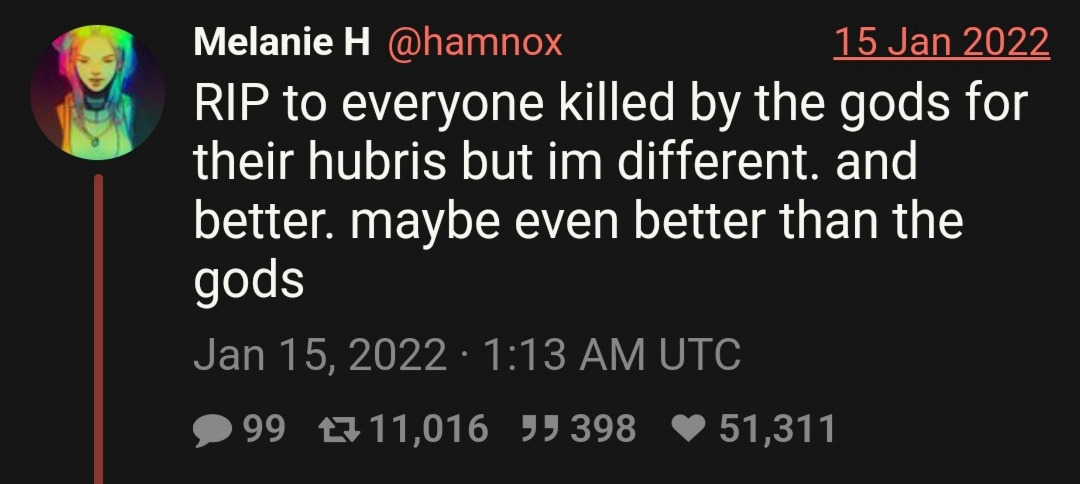 Melanie H @hamnox 15 Jan 2022
RIP to everyone killed by the gods for
their hubris but im different. and
better. maybe even better than the
gods
Jan 15, 2022 · 1:13 AM UTC
99 11,016 398 51,311